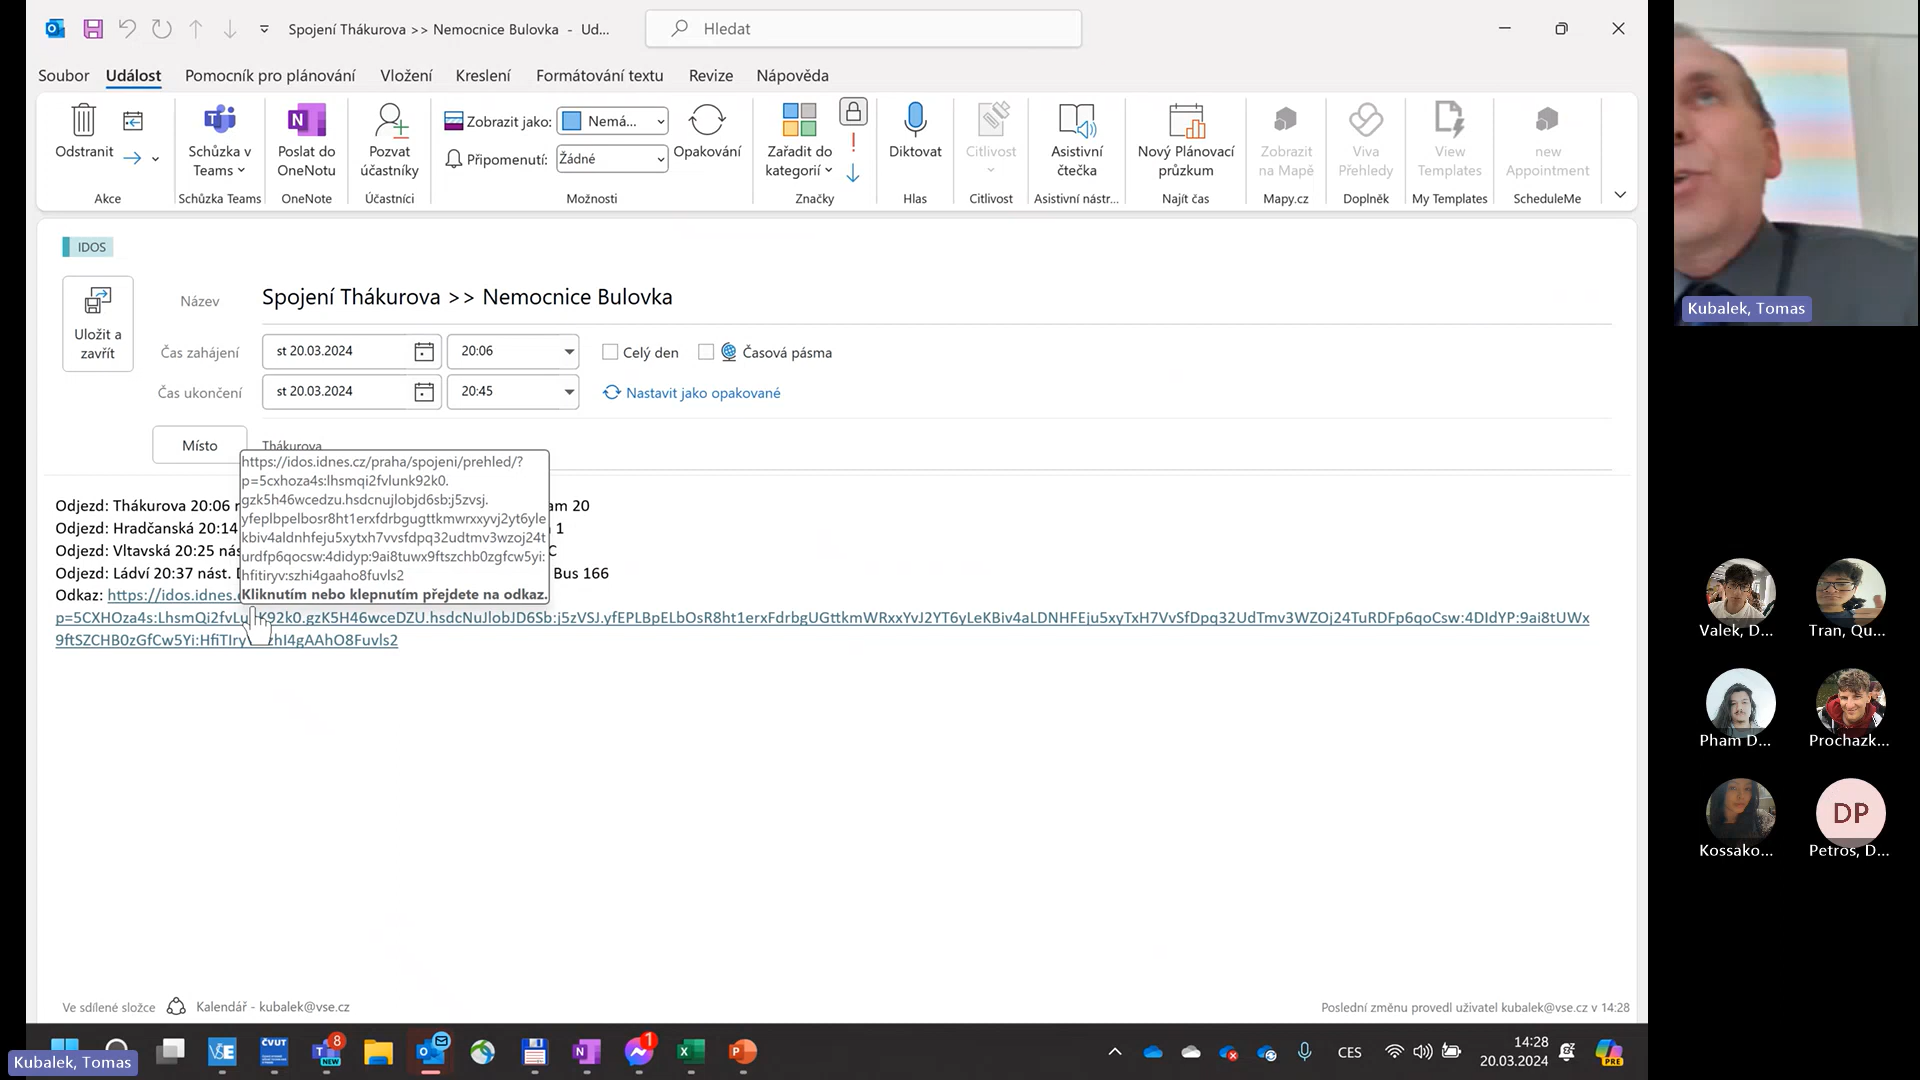 Spojení Thákurova >> Nemocnice Bulovka - Ud...
Hledat
Soubor
Událost
Pomocník pro plánování
Vložení
Kreslení
Formátování textu
Revize
Nápověda
Odstranit
Schůzka v
Teams
Poslat do
OneNotu
Pozvat
účastníky
Zobrazit jako:
Nemá...
Připomenutí:
Žádné
Opakování
Zařadit do
kategorií
Diktovat
Citlivost
Asistivní
čtečka
Nový Plánovací
průzkum
Zobrazit
na Mapě
Viva
Přehledy
View
Templates
new
Appointment
Akce
Schůzka Teams
OneNote
Účastníci
Možnosti
Značky
Hlas
Citlivost
Asistivní nástr...
Najít čas
Mapy.cz
Doplněk
My Templates
ScheduleMe
IDOS
Uložit a
zavřít
Název
Spojení Thákurova >> Nemocnice Bulovka
Čas zahájení
st 20.03.2024
20:06
Celý den
Časová pásma
Čas ukončení
st 20.03.2024
20:45
Nastavit jako opakované
Místo
Thákurova
https://idos.idnes.cz/praha/spojeni/prehled/?
p=5cxhoza4s:lhsmqi2fvlunk92k0.
gzk5h46wcedzu.hsdcnujlobjd6sb:j5zvsj.
yfeplbpelbosr8ht1erxfdrbgugttkmwrxxyvj2yt6yle
kbiv4aldnhfeju5xytxh7vvsfdpq32udtmv3wzoj24t
urdfp6qocsw:4didyp:9ai8tuwx9ftszchb0zgfcw5yi:
hfitiryv:szhi4gaaho8fuvls2
Kliknutím nebo klepnutím přejdete na odkaz.
Odjezd: Thákurova 20:06 am 20
Odjezd: Hradčanská 20:14 1
Odjezd: Vltavská 20:25 nás
Odjezd: Ládví 20:37 nást. Bus 166
Odkaz: https://idos.idnes.
p=5CXHOza4s:LhsmQi2fvLu K92k0.gzK5H46wceDZU.hsdcNuJlobJD6Sb:j5zVSJ.yfEPLBpELbOsR8ht1erxFdrbgUGttkmWRxxYvJ2YT6yLeKBiv4aLDNHFEju5xyTxH7VvSfDpq32UdTmv3WZOj24TuRDFp6qoCsw:4DIdYP:9ai8tUWx
9ftSZCHB0zGfCw5Yi:HfiTIry zhI4gAAhO8Fuvls2
Ve sdílené složce
Kalendář - kubalek@vse.cz
Poslední změnu provedl uživatel kubalek@vse.cz v 14:28
VŠE
ČVUT
8
NEW
1
CES
14:28
20.03.2024
PRE
Kubalek, Tomas
Kubalek, Tomas
Valek, D...
Tran, Qu...
Pham D...
Prochazk...
Kossako...
DP
Petros, D...